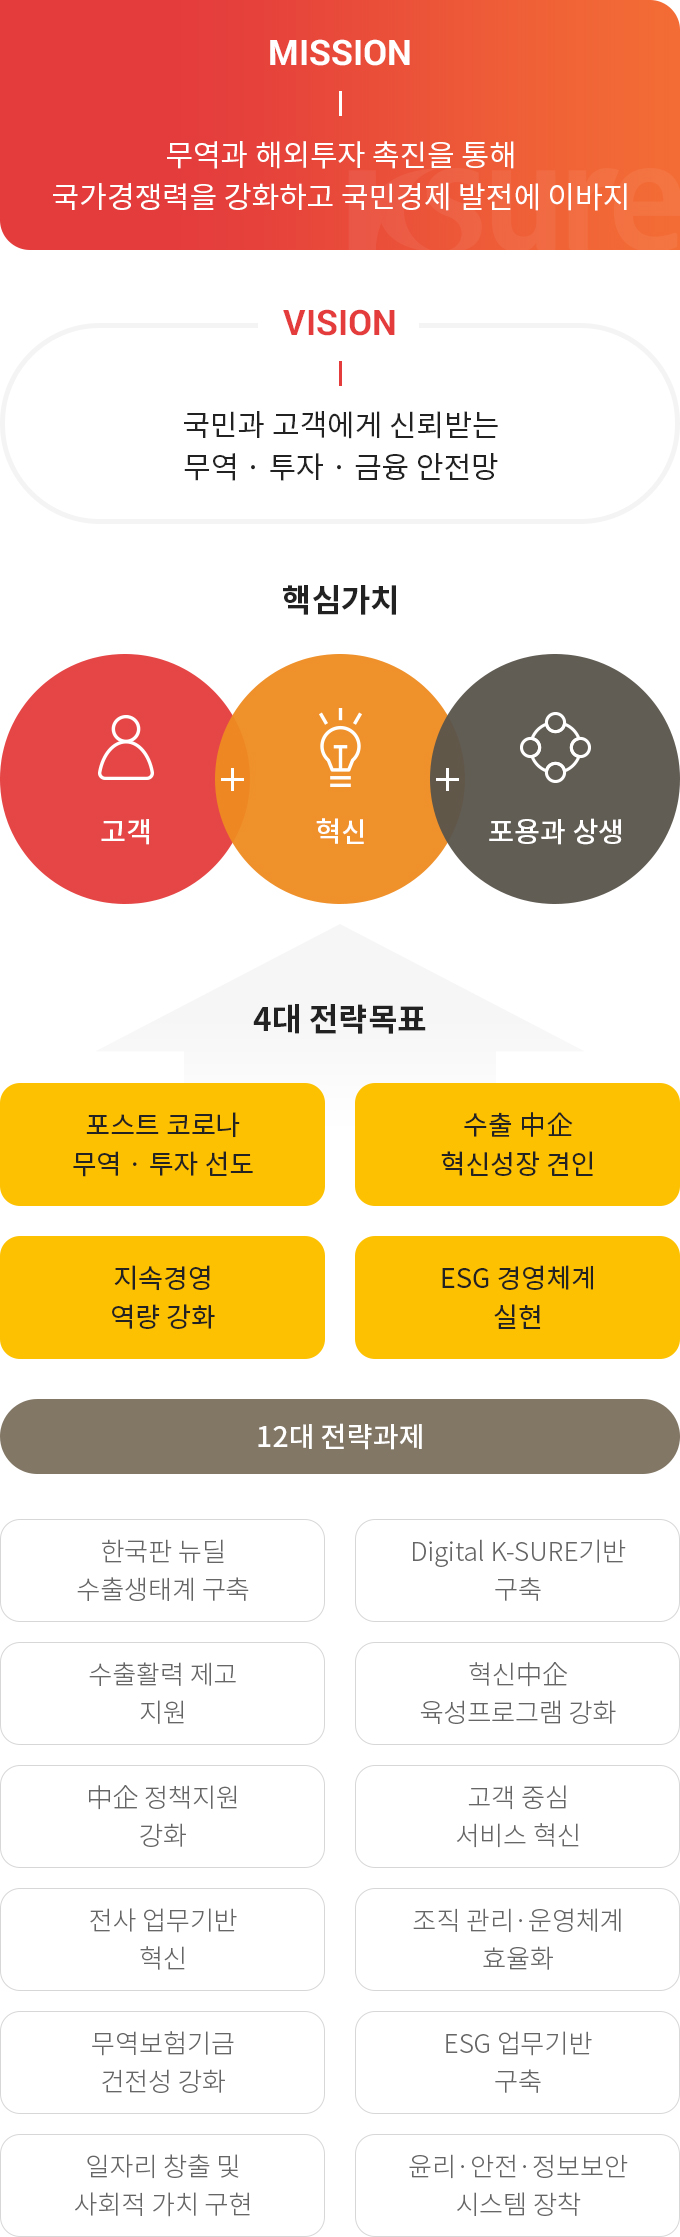 MISSION
무역과 해외투자 촉진을 통해
국가경쟁력을 강화하고 국민경제 발전에 이바지
ksure
VISION
국민과 고객에게 신뢰받는
무역 · 투자 · 금융 안전망
핵심가치
고객
+
혁신
+
포용과 상생
4대 전략목표
포스트 코로나
무역 · 투자 선도
수출 中企
혁신성장 견인
지속경영
역량 강화
ESG 경영체계
실현
12대 전략과제
한국판 뉴딜
수출생태계 구축
Digital K-SURE기반
구축
수출활력 제고
지원
혁신中企
육성프로그램 강화
中企 정책지원
강화
고객 중심
서비스 혁신
전사 업무기반
혁신
조직 관리·운영체계
효율화
무역보험기금
건전성 강화
ESG 업무기반
구축
일자리 창출 및
사회적 가치 구현
윤리·안전·정보보안
시스템 장착